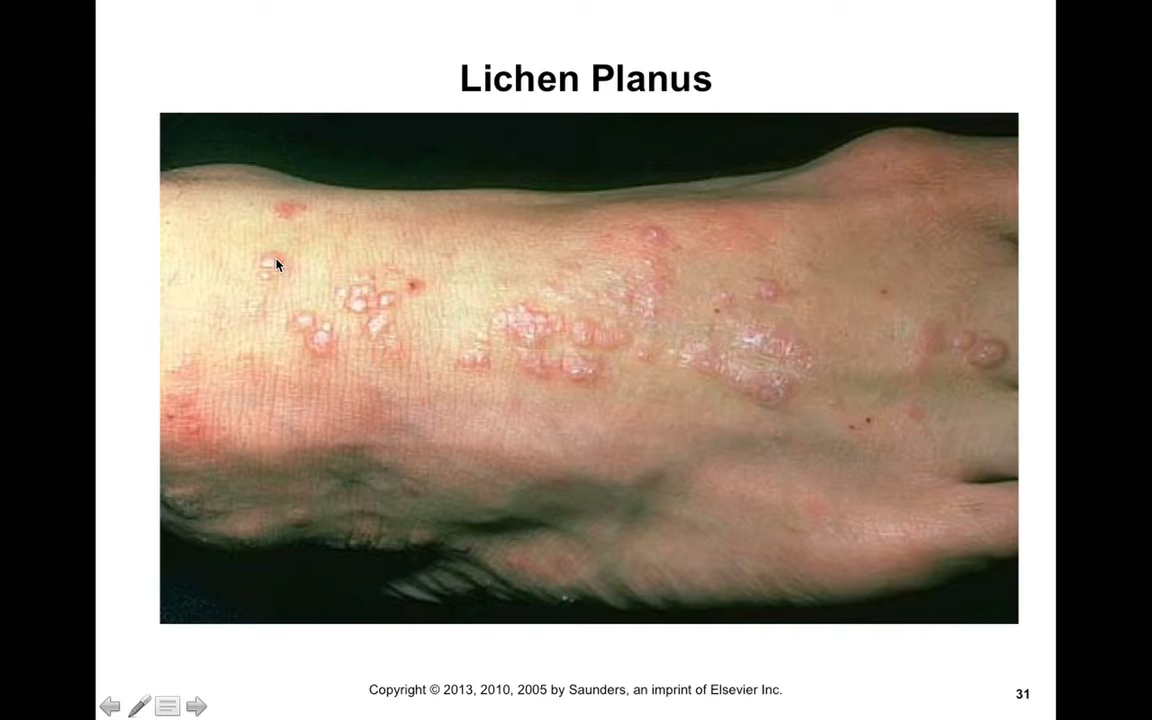 Lichen Planus
Copyright © 2013, 2010, 2005 by Saunders, an imprint of Elsevier Inc.
31